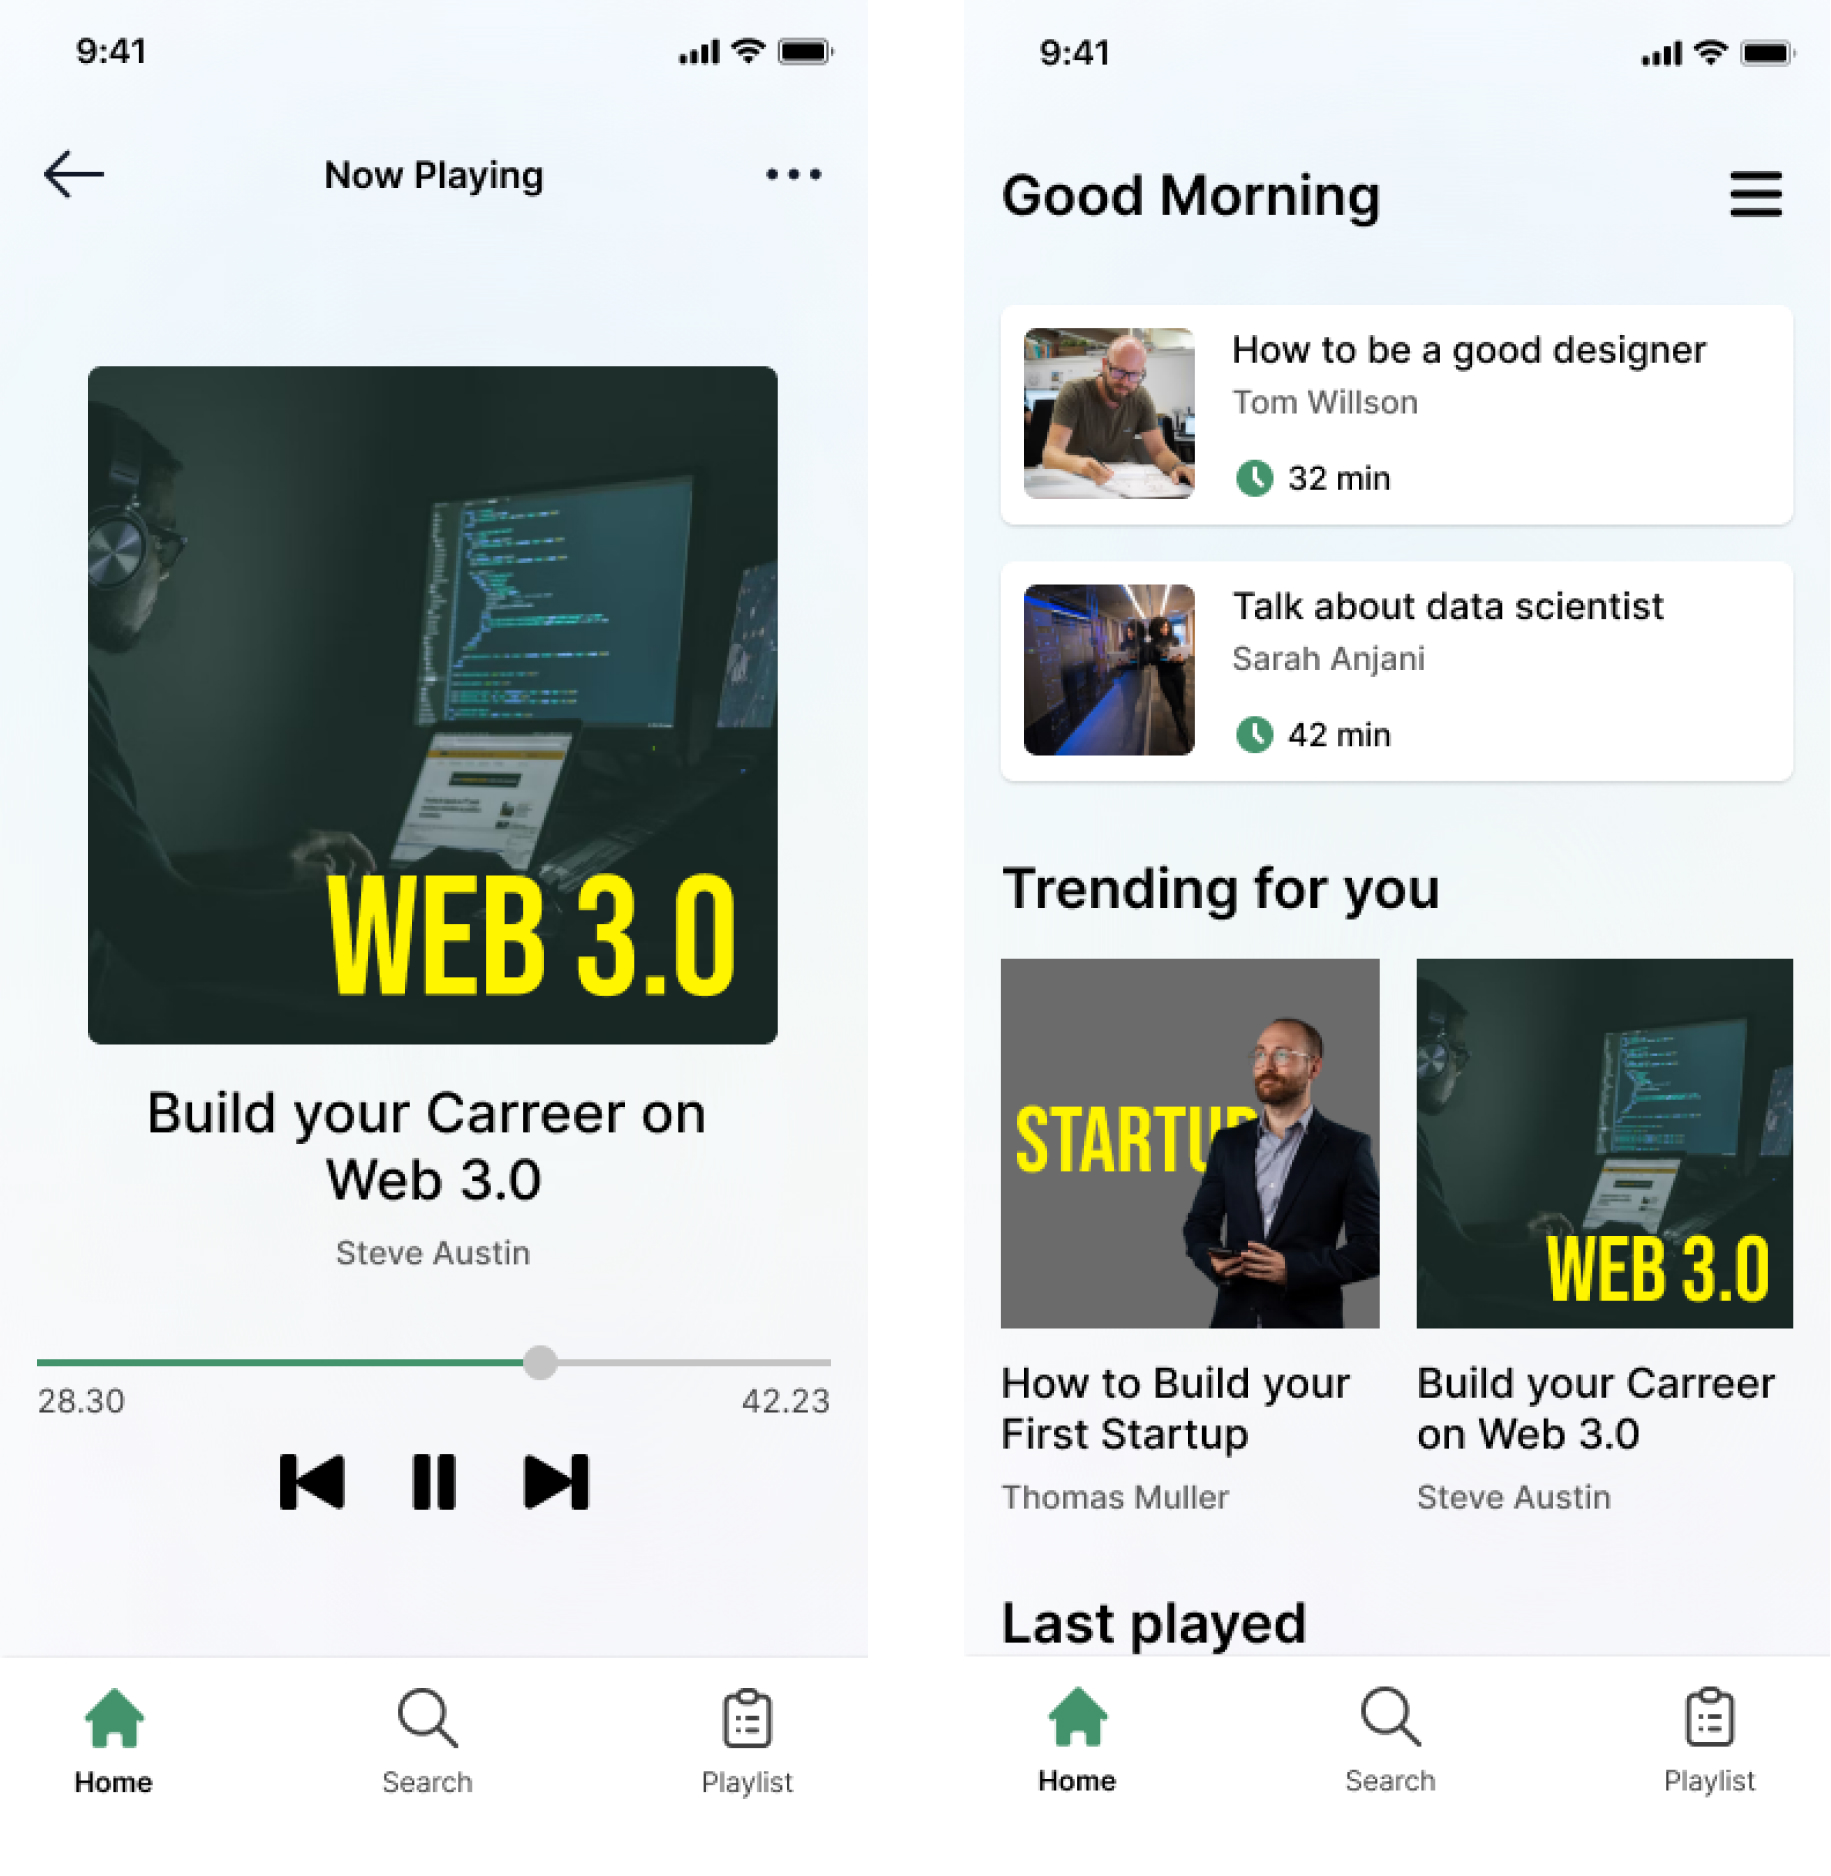 9:41
Now Playing
WEB 3.0
Build your Carreer on
Web 3.0
Steve Austin
28.30
42.23
Home
Search
Playlist
9:41
Good Morning
How to be a good designer
Tom Willson
32 min
Talk about data scientist
Sarah Anjani
42 min
Trending for you
STARTUP
WEB 3.0
How to Build your
First Startup
Thomas Muller
Build your Carreer
on Web 3.0
Steve Austin
Last played
Home
Search
Playlist